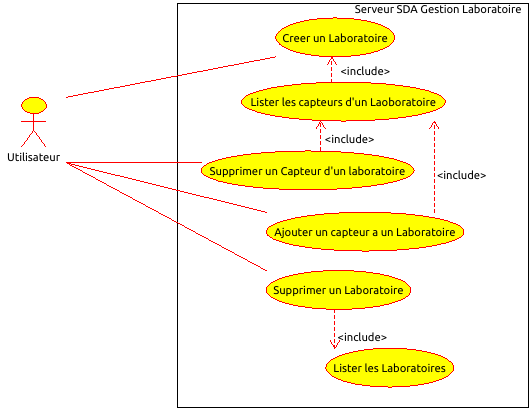 Serveur SDA Gestion Laboratoire
Creer un Laboratoire
<include>
Lister les capteurs d'un Laoboratoire
<include>
Utilisateur
Supprimer un Capteur d'un laboratoire
<include>
Ajouter un capteur a un Laboratoire
Supprimer un Laboratoire
<include>
Lister les Laboratoires